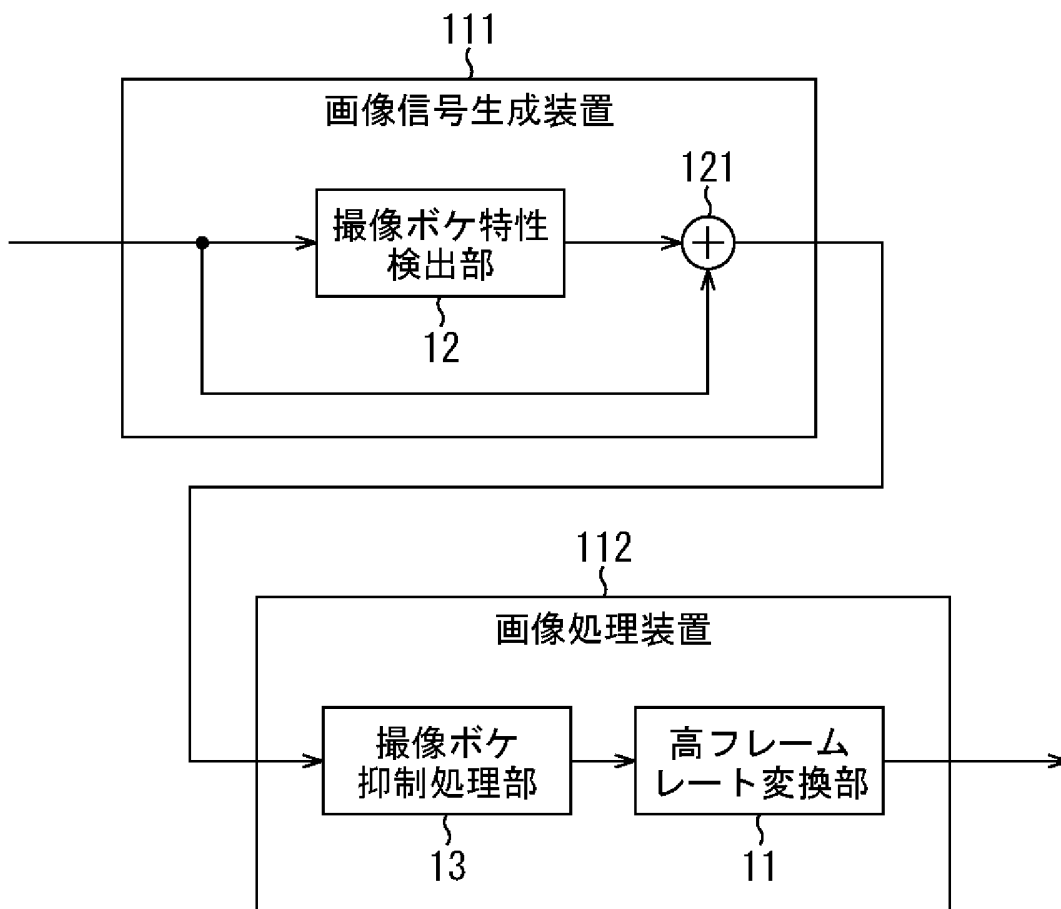 111
画像信号生成装置
121
撮像ボケ特性
検出部
12
112
画像処理装置
撮像ボケ
抑制処理部
高フレーム
レート変換部
13
11